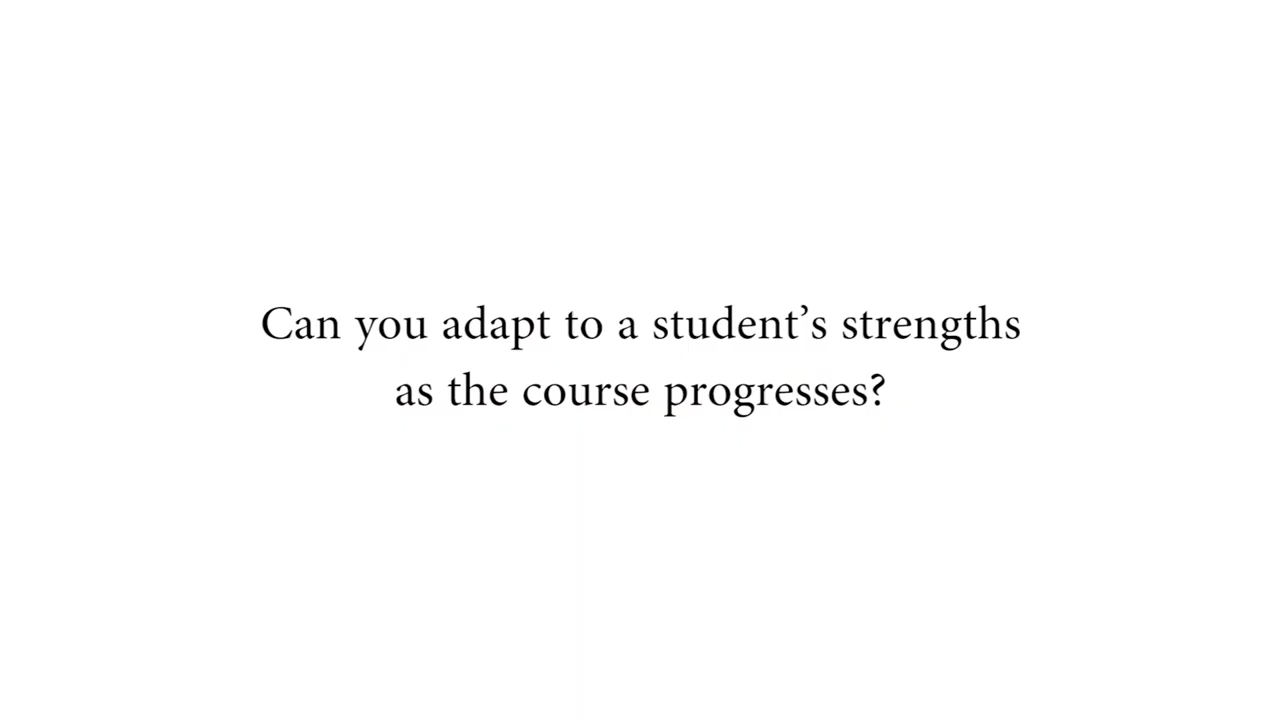 Can you adapt to a student’s strengths
as the course progresses?